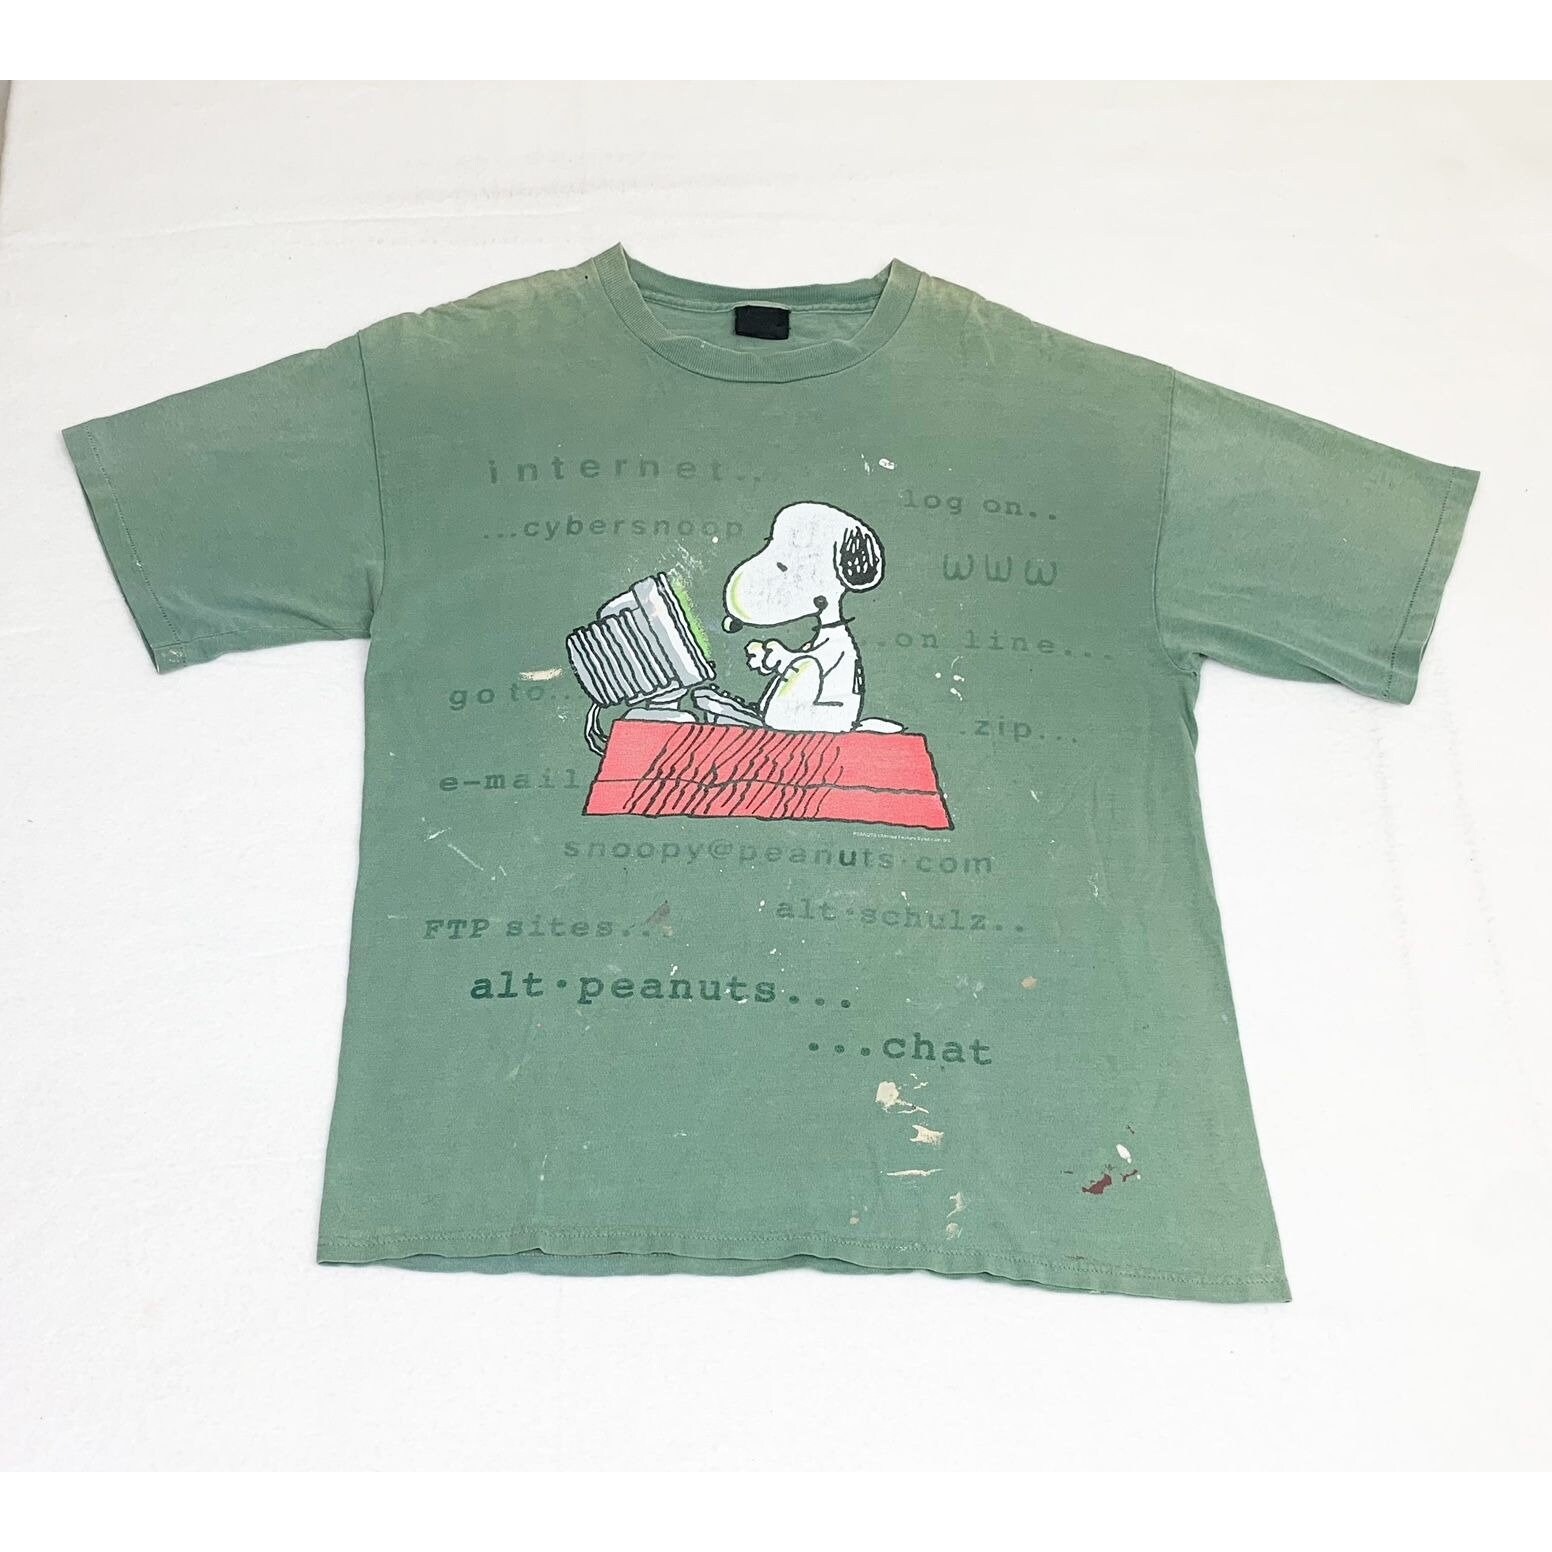 internet..
log on..
...cybersnoop
www
..on line...
go to..
.zip...
e-mail
snoopy@peanuts.com
alt.schulz..
FTP sites...
alt.peanuts...
...chat